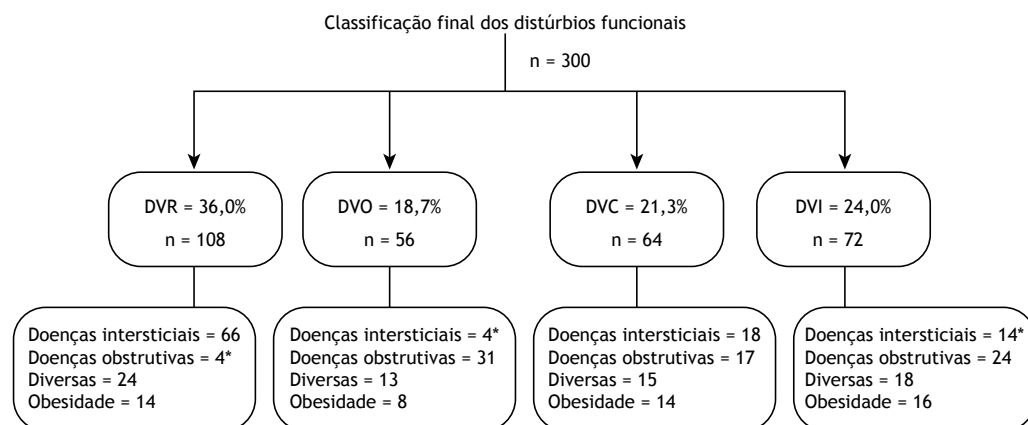 Classificação final dos distúrbios funcionais
n = 300
DVR = 36,0%
n = 108
DVO = 18,7%
n = 56
DVC = 21,3%
n = 64
DVI = 24,0%
n = 72
Doenças intersticiais = 66
Doenças obstrutivas = 4*
Diversas = 24
Obesidade = 14
Doenças intersticiais = 4*
Doenças obstrutivas = 31
Diversas = 13
Obesidade = 8
Doenças intersticiais = 18
Doenças obstrutivas = 17
Diversas = 15
Obesidade = 14
Doenças intersticiais = 14*
Doenças obstrutivas = 24
Diversas = 18
Obesidade = 16